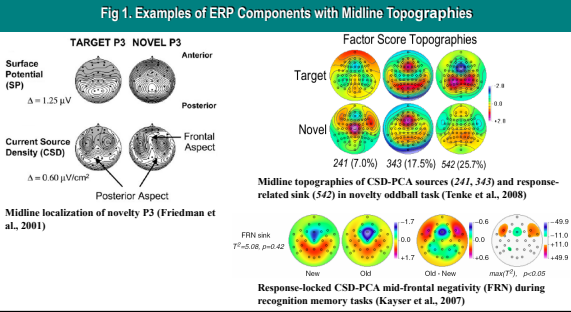 Fig 1. Examples of ERP Components with Midline Topographies
TARGET P3 NOVEL P3
Surface
Potential
(SP)
Δ = 1.25 μV
Anterior
Posterior
Current Source
Density (CSD)
Δ = 0.60 μV/cm²
Frontal
Aspect
Posterior Aspect
Midline localization of novelty P3 (Friedman et
al., 2001)
Factor Score Topographies
Target
Novel
-2.8
0.0
+2.8
241 (7.0%) 343 (17.5%) 542 (25.7%)
Midline topographies of CSD-PCA sources (241, 343) and response-
related sink (542) in novelty oddball task (Tenke et al., 2008)
FRN sink
T²=5.08, p=0.42
−1.7
0.0
+1.7
−0.6
0.0
+0.6
−49.9
−11.0
+11.0
+49.9
New Old Old - New max(T²), p<0.05
Response-locked CSD-PCA mid-frontal negativity (FRN) during
recognition memory tasks (Kayser et al., 2007)